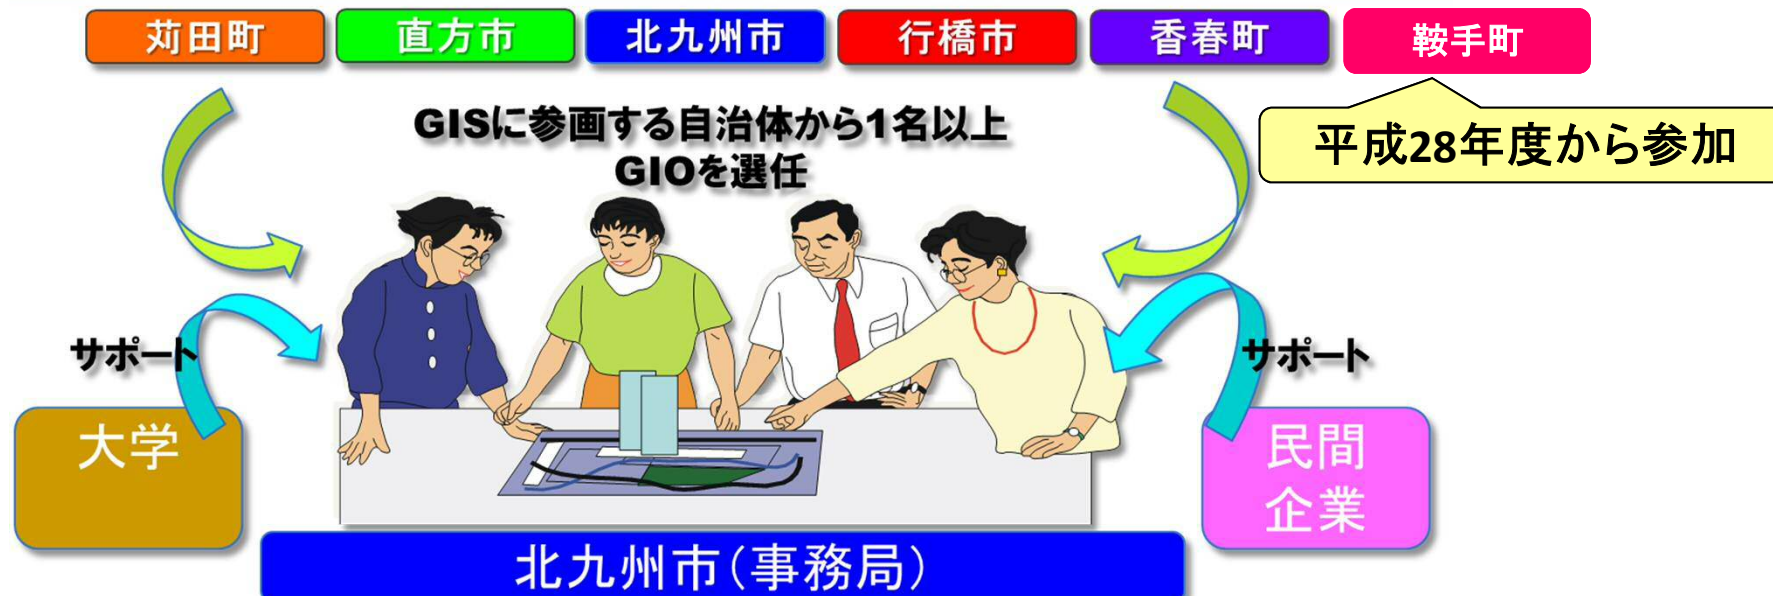 苅田町
直方市
北九州市
行橋市
香春町
鞍手町
平成28年度から参加
GISに参画する自治体から1名以上
GIOを選任
サポート
サポート
大学
民間
企業
北九州市(事務局)